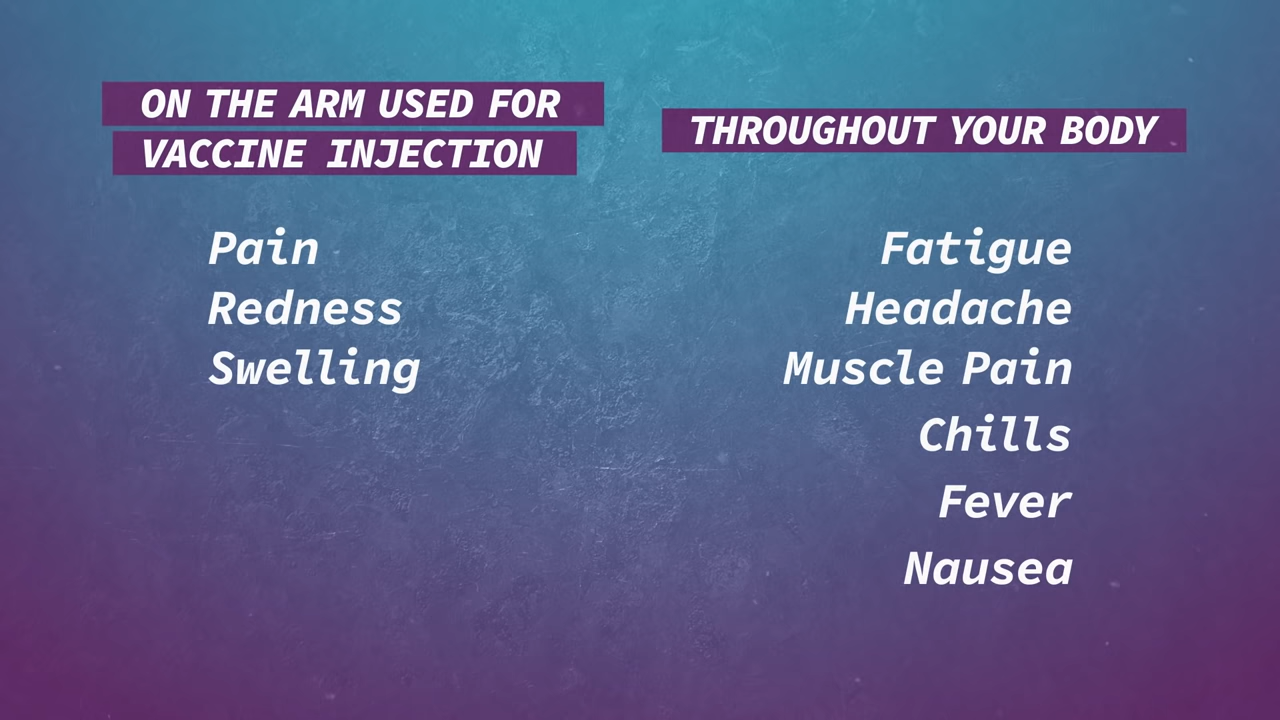 ON THE ARM USED FOR
VACCINE INJECTION
Pain
Redness
Swelling
THROUGHOUT YOUR BODY
Fatigue
Headache
Muscle Pain
Chills
Fever
Nausea